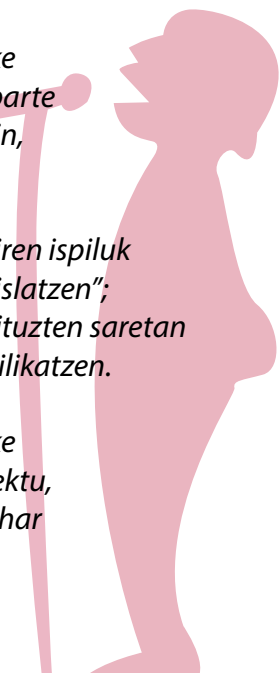 parte
iren ispiluk
islatzen”;
ituzten saretan
ilikatzen.
ektu,
har